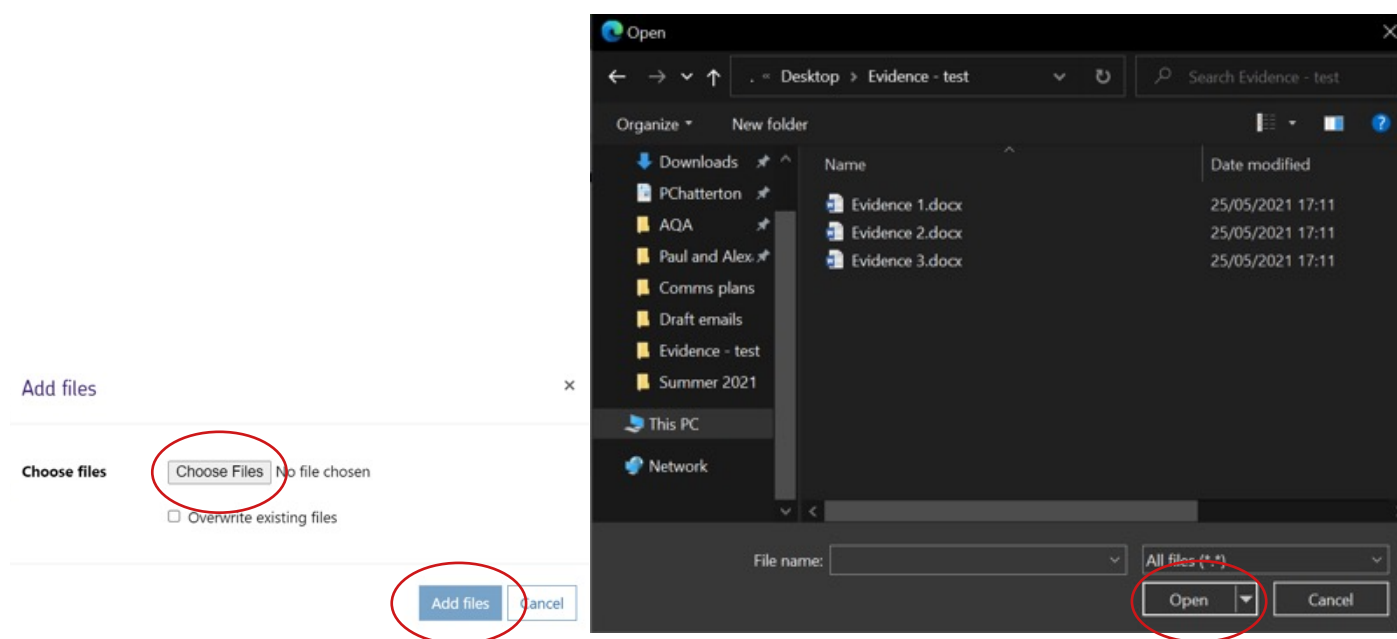 Add files
×
Choose files
Choose Files No file chosen
Overwrite existing files
Add files
Cancel
Open
. « Desktop > Evidence - test
Search Evidence - test
Organize
New folder
Downloads
PChatterton
AQA
Paul and Alex
Comms plans
Draft emails
Evidence - test
Summer 2021
This PC
Network
Name Date modified
Evidence 1.docx 25/05/2021 17:11
Evidence 2.docx 25/05/2021 17:11
Evidence 3.docx 25/05/2021 17:11
File name:
All files (*.*)
Open
Cancel